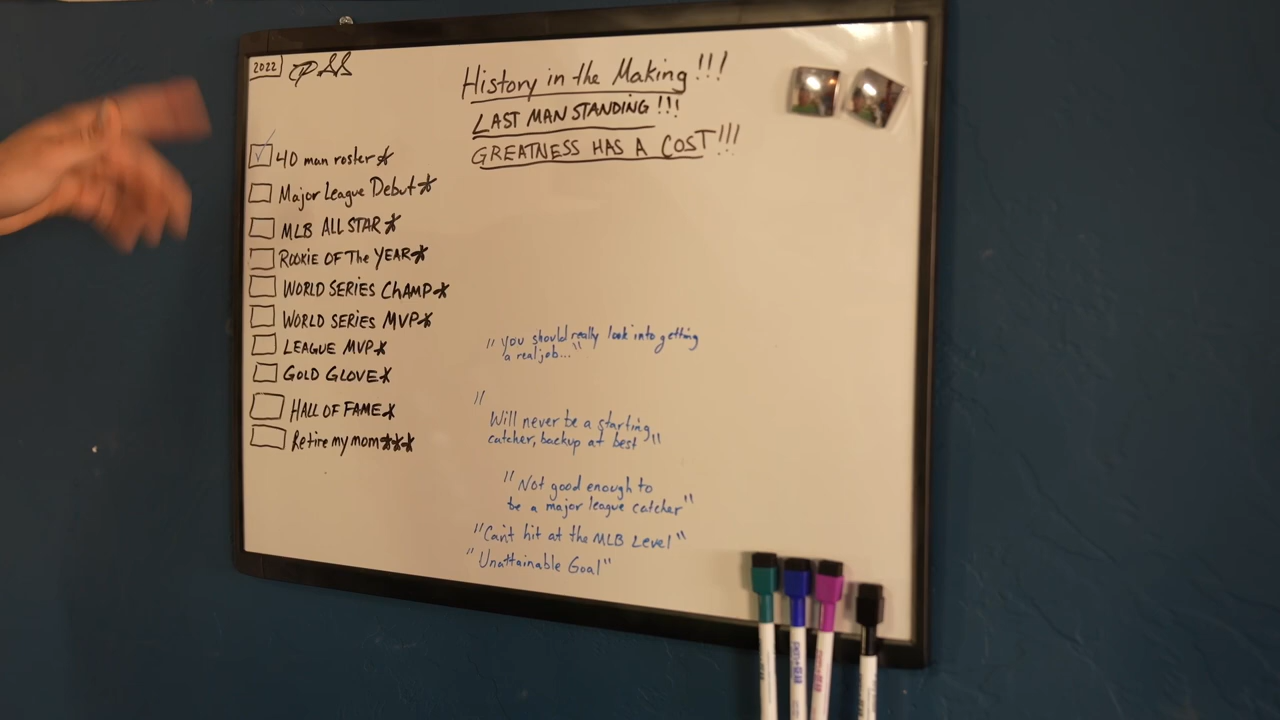 2022
History in the Making!!!
LAST MAN STANDING!!!
GREATNESS HAS A COST!!!
40 man roster*
Major League Debut*
MLB ALL STAR*
ROOKIE OF The YEAR*
WORLD SERIES ChAMP*
WORLD SERIES MVP*
LEAGUE MVP*
GOLD GLOVE*
HALL OF FAME*
Retire my mom***
"You should really look into getting
a real job..."
"
Will never be a starting
catcher, backup at best"
"Not good enough to
be a major league catcher"
"Can't hit at the MLB Level"
"Unattainable Goal"